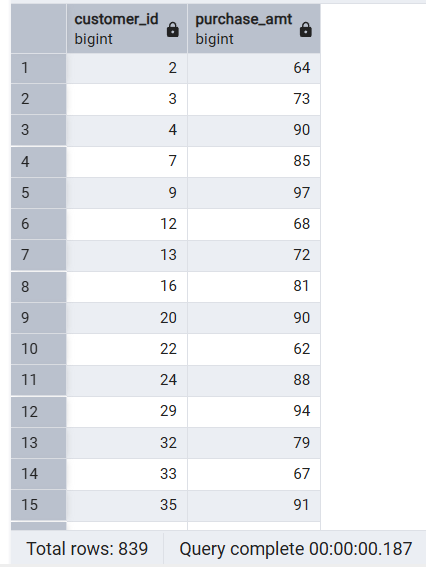 customer_id purchase_amt
bigint bigint
1 2 64
2 3 73
3 4 90
4 7 85
5 9 97
6 12 68
7 13 72
8 16 81
9 20 90
10 22 62
11 24 88
12 29 94
13 32 79
14 33 67
15 35 91
Total rows: 839 Query complete 00:00:00.187